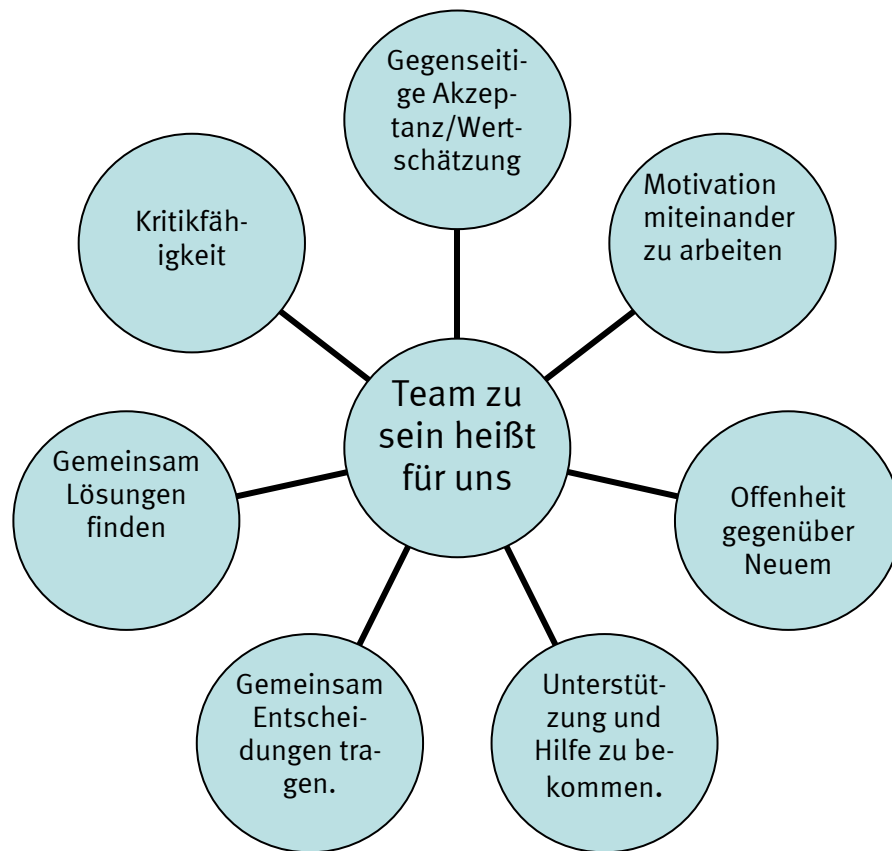 Gegenseiti-
ge Akzep-
tanz/Wert-
schätzung
Motivation
miteinander
zu arbeiten
Offenheit
gegenüber
Neuem
Unterstüt-
zung und
Hilfe zu be-
kommen.
Gemeinsam
Entschei-
dungen tra-
gen.
Gemeinsam
Lösungen
finden
Kritikfäh-
igkeit
Team zu
sein heißt
für uns